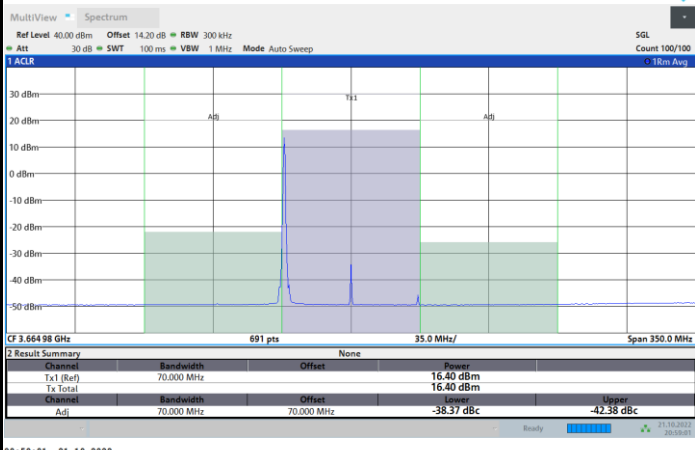 MultiView Spectrum
Ref Level 40.00 dBm Offset 14.20 dB RBW 300 kHz SGL
Att 30 dB SWT 100 ms VBW 1 MHz Mode Auto Sweep Count 100/100
1 ACLR 1Rm Avg
30 dBm
Tx1
20 dBm
Adj Adj
10 dBm
0 dBm
-10 dBm
-20 dBm
-30 dBm
-40 dBm
-50 dBm
CF 3.664 98 GHz 691 pts 35.0 MHz/ Span 350.0 MHz
2 Result Summary None
Channel Bandwidth Offset Power
Tx1 (Ref) 70.000 MHz 16.40 dBm
Tx Total 16.40 dBm
Channel Bandwidth Offset Lower Upper
Adj 70.000 MHz 70.000 MHz -38.37 dBc -42.38 dBc
Ready 21.10.2022
20:59:01